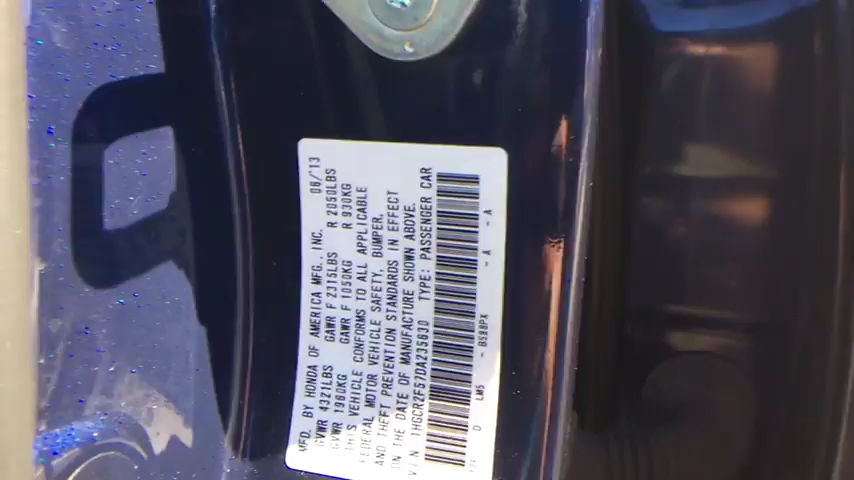 MFD. BY HONDA OF AMERICA MFG., INC. 06/'13
GVWR 4321LBS GAWR F 2315LBS R 2050LBS
GVWR 1960KG GAWR F 1050KG R 930KG
THIS VEHICLE CONFORMS TO ALL APPLICABLE
FEDERAL MOTOR VEHICLE SAFETY, BUMPER,
AND THEFT PREVENTION STANDARDS IN EFFECT
ON THE DATE OF MANUFACTURE SHOWN ABOVE.
V I N 1HGCR2F57DA235830 TYPE: PASSENGER CAR
D LM5 - B588PX - A - A